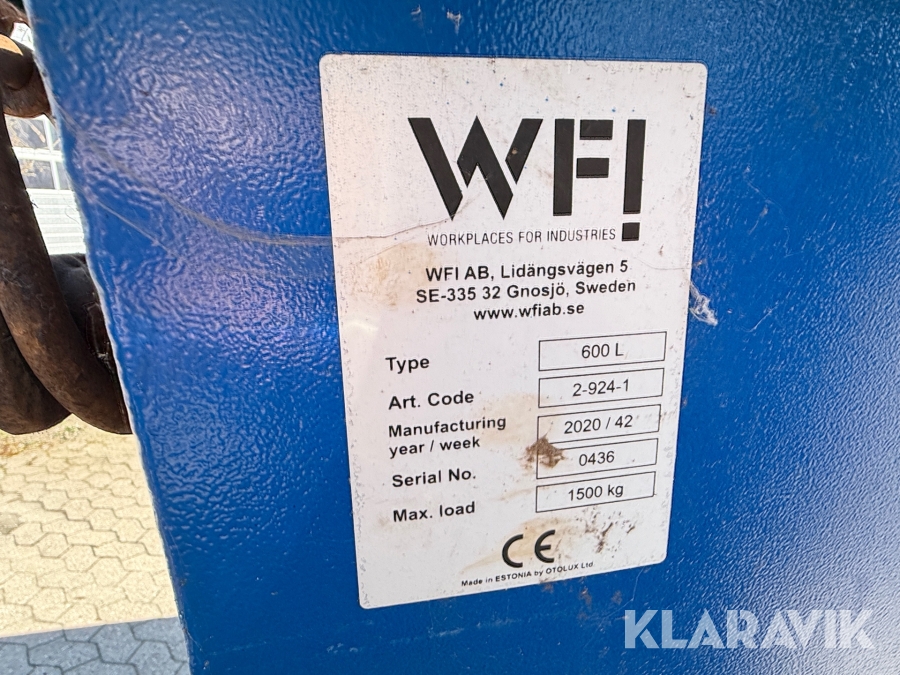 WFI
WORKPLACES FOR INDUSTRIES
WFI AB, Lidängsvägen 5
SE-335 32 Gnosjö, Sweden
www.wfiab.se
Type 600 L
Art. Code 2-924-1
Manufacturing
year / week 2020 / 42
Serial No. 0436
Max. load 1500 kg
CE
Made in ESTONIA by OTOLUX Ltd.
KLARAVIK